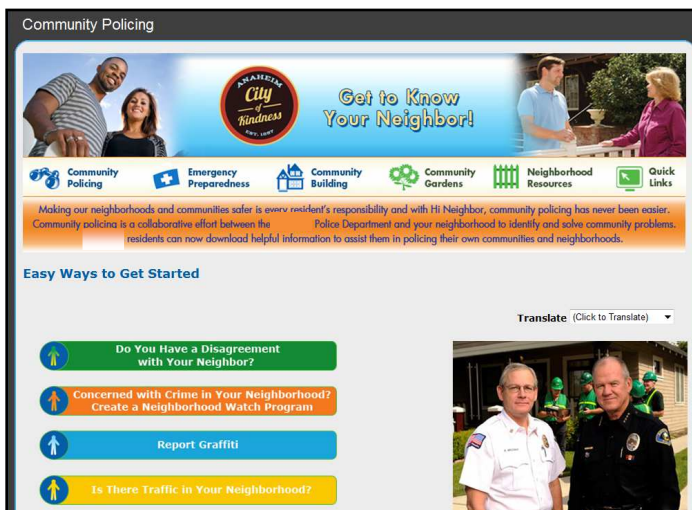 Community Policing
ANAHEIM
City
of
Kindness
EST. 1857
Get to Know
Your Neighbor!
Community
Policing
Emergency
Preparedness
Community
Building
Community
Gardens
Neighborhood
Resources
Quick
Links
Making our neighborhoods and communities safer is every resident's responsibility and with Hi Neighbor, community policing has never been easier.
Community policing is a collaborative effort between the Police Department and your neighborhood to identify and solve community problems.
residents can now download helpful information to assist them in policing their own communities and neighborhoods.
Easy Ways to Get Started
Translate (Click to Translate)
Do You Have a Disagreement
with Your Neighbor?
Concerned with Crime in Your Neighborhood?
Create a Neighborhood Watch Program
Report Graffiti
Is There Traffic in Your Neighborhood?